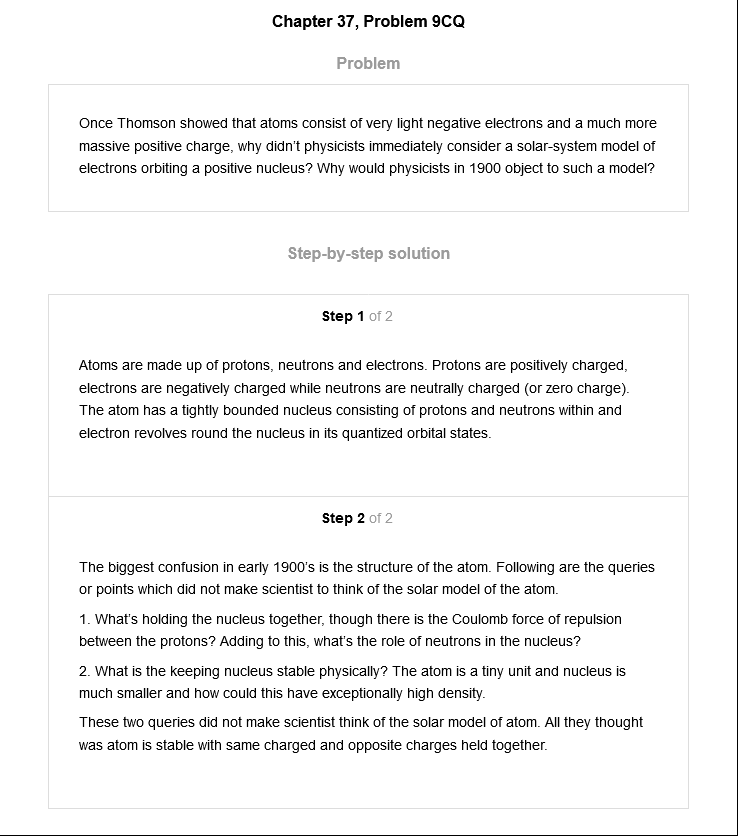 Chapter 37, Problem 9CQ
Problem
Once Thomson showed that atoms consist of very light negative electrons and a much more
massive positive charge, why didn't physicists immediately consider a solar-system model of
electrons orbiting a positive nucleus? Why would physicists in 1900 object to such a model?
Step-by-step solution
Step 1 of 2
Atoms are made up of protons, neutrons and electrons. Protons are positively charged,
electrons are negatively charged while neutrons are neutrally charged (or zero charge).
The atom has a tightly bounded nucleus consisting of protons and neutrons within and
electron revolves round the nucleus in its quantized orbital states.
Step 2 of 2
The biggest confusion in early 1900's is the structure of the atom. Following are the queries
or points which did not make scientist to think of the solar model of the atom.
1. What's holding the nucleus together, though there is the Coulomb force of repulsion
between the protons? Adding to this, what's the role of neutrons in the nucleus?
2. What is the keeping nucleus stable physically? The atom is a tiny unit and nucleus is
much smaller and how could this have exceptionally high density.
These two queries did not make scientist think of the solar model of atom. All they thought
was atom is stable with same charged and opposite charges held together.